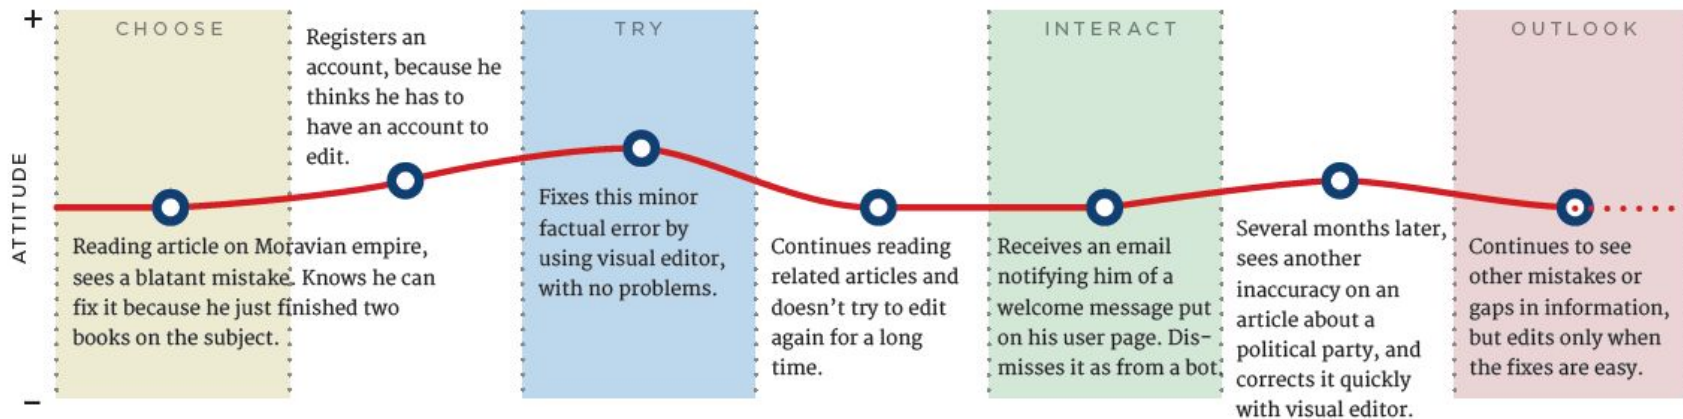 +
ATTITUDE
–
CHOOSE
Reading article on Moravian empire,
sees a blatant mistake. Knows he can
fix it because he just finished two
books on the subject.
Registers an
account, because he
thinks he has to
have an account to
edit.
TRY
Fixes this minor
factual error by
using visual editor,
with no problems.
Continues reading
related articles and
doesn’t try to edit
again for a long
time.
INTERACT
Receives an email
notifying him of a
welcome message put
on his user page. Dis-
misses it as from a bot.
Several months later,
sees another
inaccuracy on an
article about a
political party, and
corrects it quickly
with visual editor.
OUTLOOK
Continues to see
other mistakes or
gaps in information,
but edits only when
the fixes are easy.